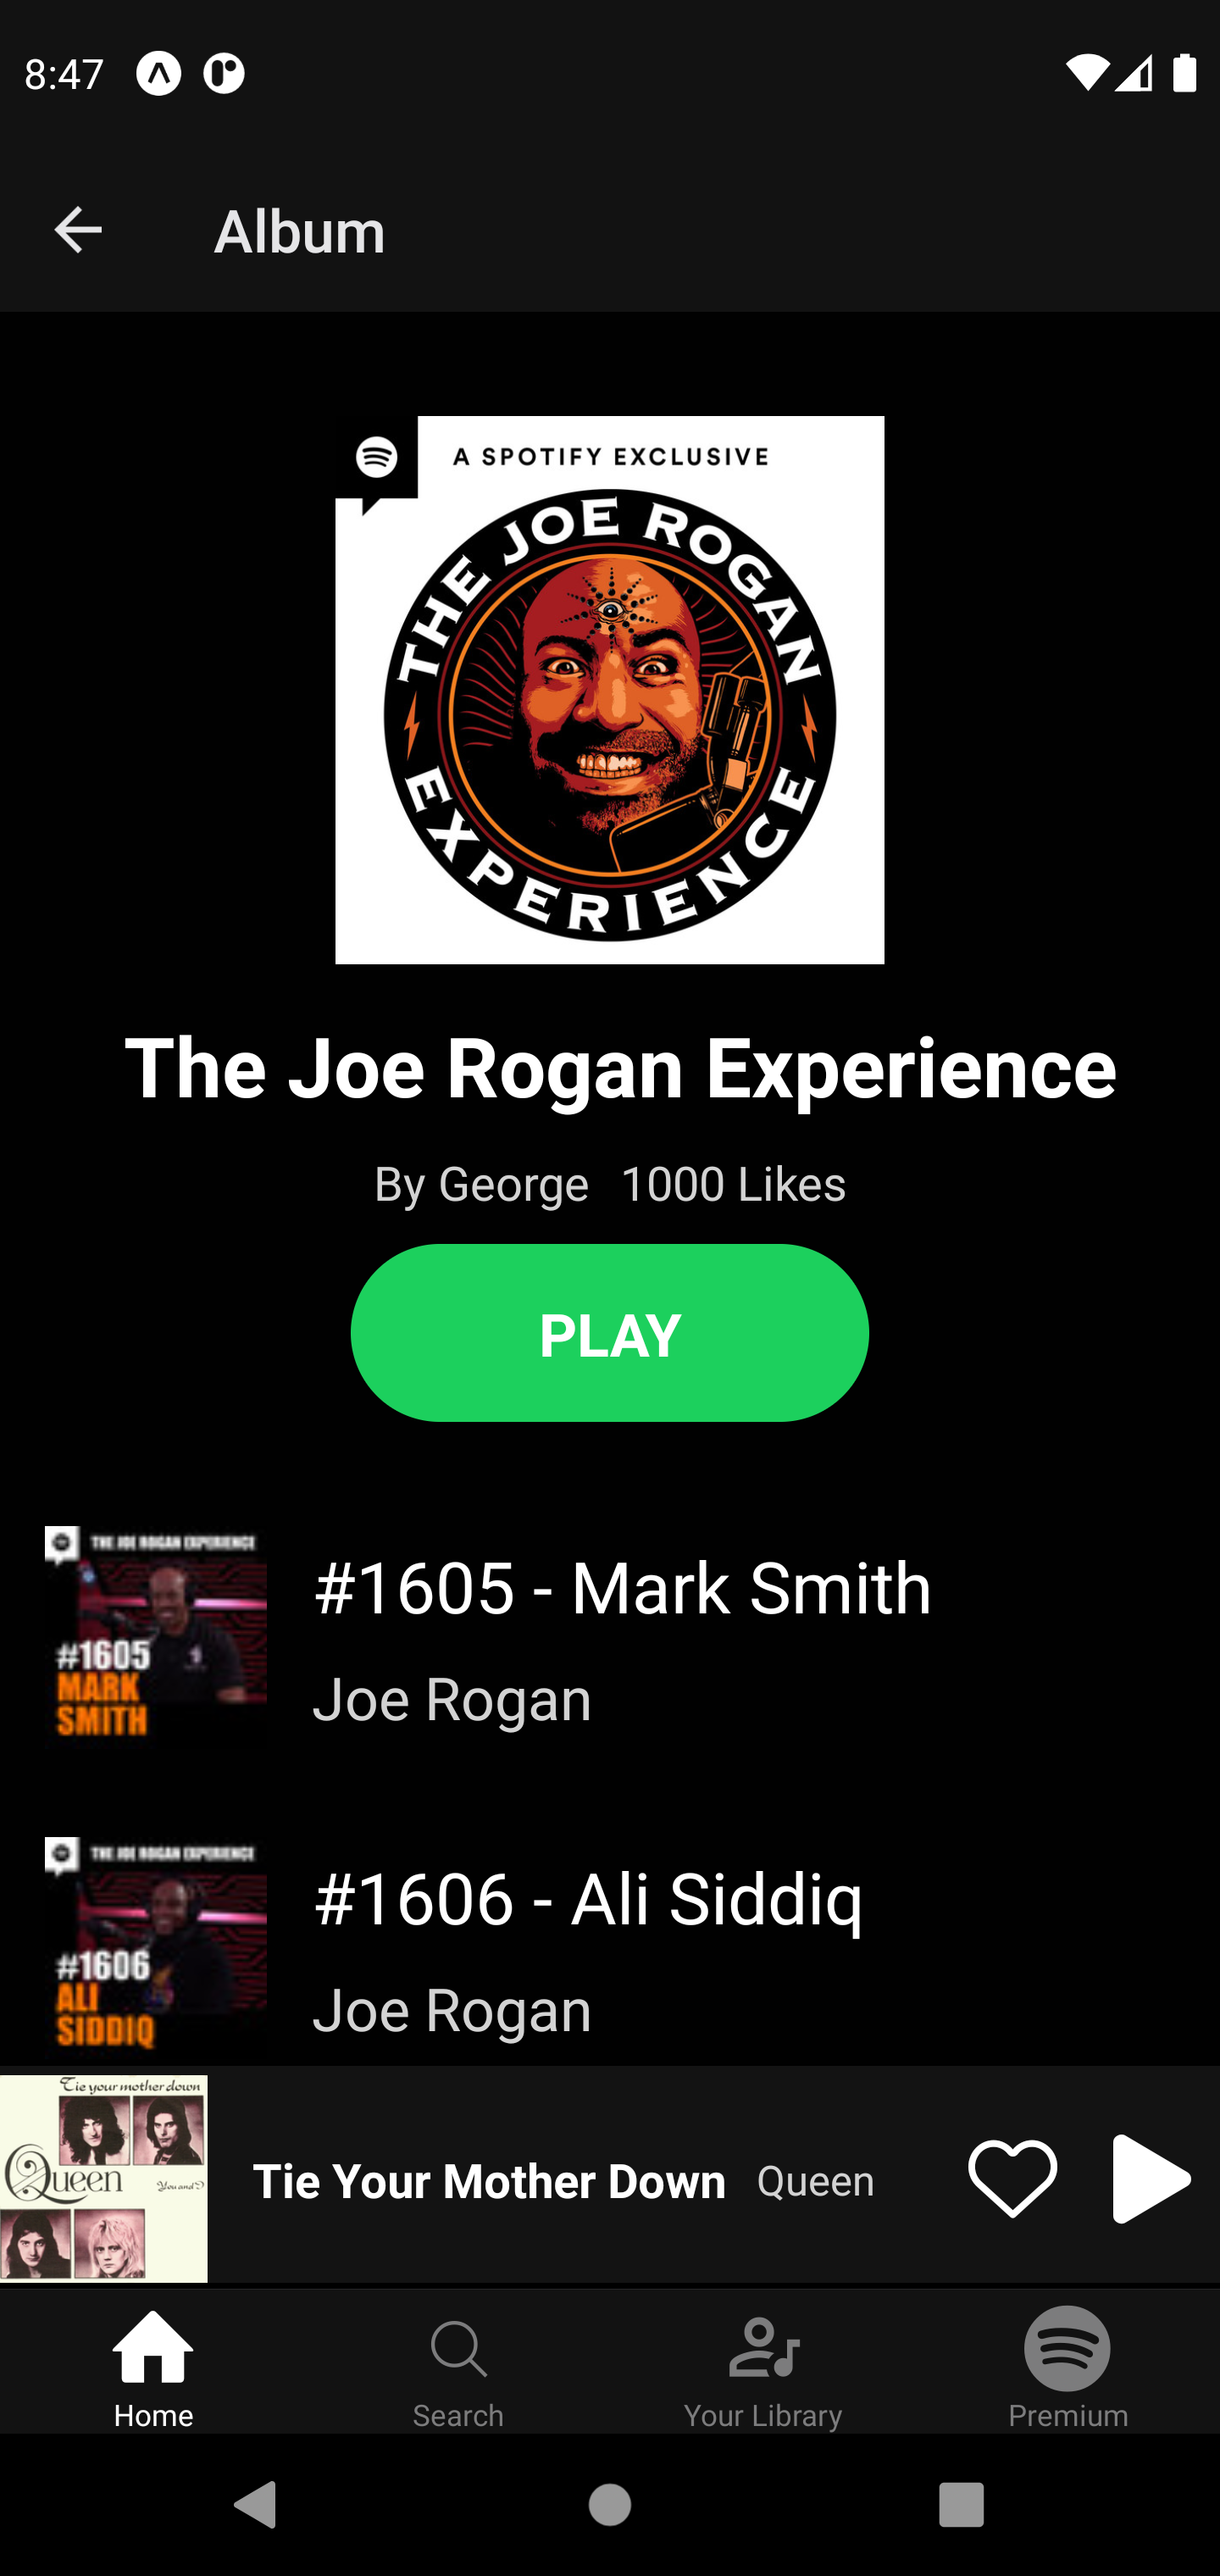 8:47
Album
A SPOTIFY EXCLUSIVE
THE JOE ROGAN
EXPERIENCE
The Joe Rogan Experience
By George 1000 Likes
PLAY
THE JOE ROGAN EXPERIENCE
#1605
MARK
SMITH
#1605 - Mark Smith
Joe Rogan
THE JOE ROGAN EXPERIENCE
#1606
ALI
SIDDIQ
#1606 - Ali Siddiq
Joe Rogan
Tie your mother down
Queen
You and I
Tie Your Mother Down Queen
Home Search Your Library Premium